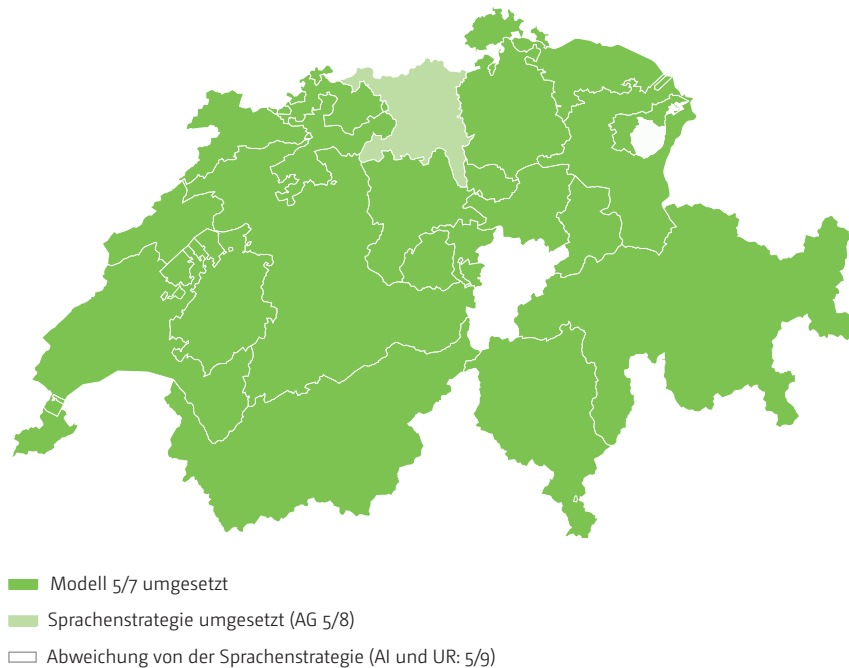 Modell 5/7 umgesetzt
Sprachenstrategie umgesetzt (AG 5/8)
Abweichung von der Sprachenstrategie (AI und UR: 5/9)